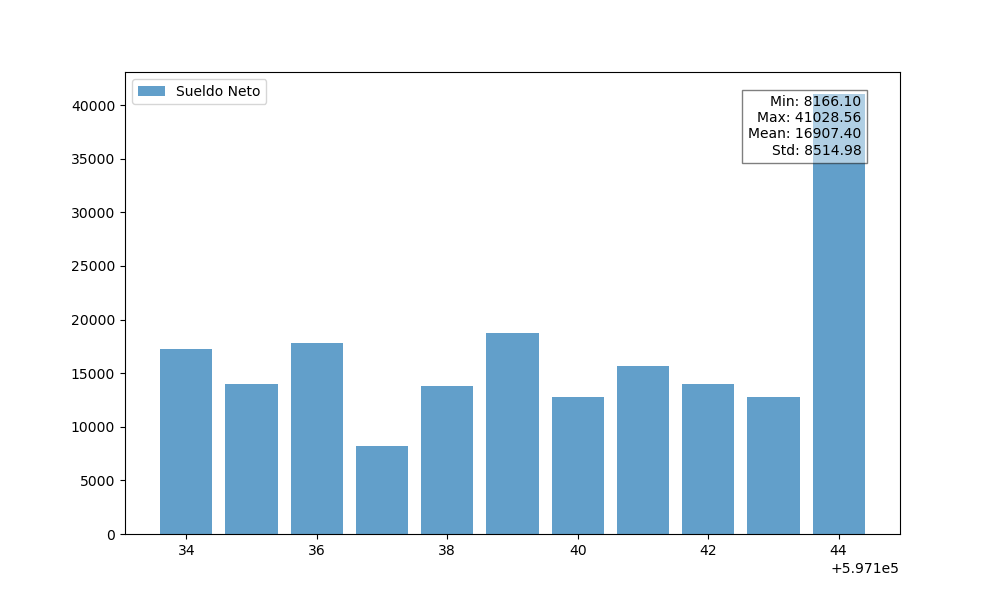 Sueldo Neto
Min: 8166.10
Max: 41028.56
Mean: 16907.40
Std: 8514.98
40000
35000
30000
25000
20000
15000
10000
5000
0
34 36 38 40 42 44
+5.971e5